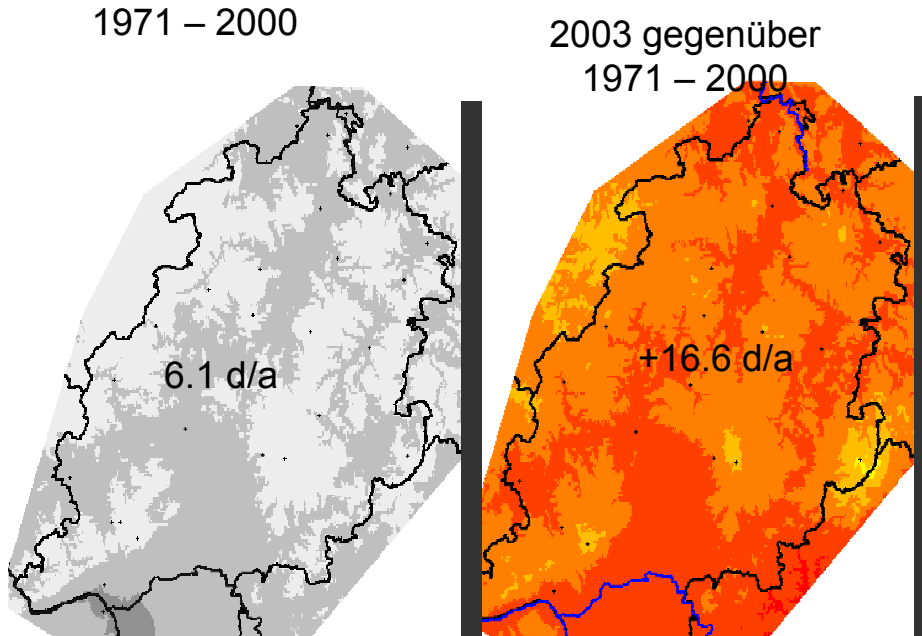 1971 – 2000
2003 gegenüber
1971 – 2000
6.1 d/a
+16.6 d/a